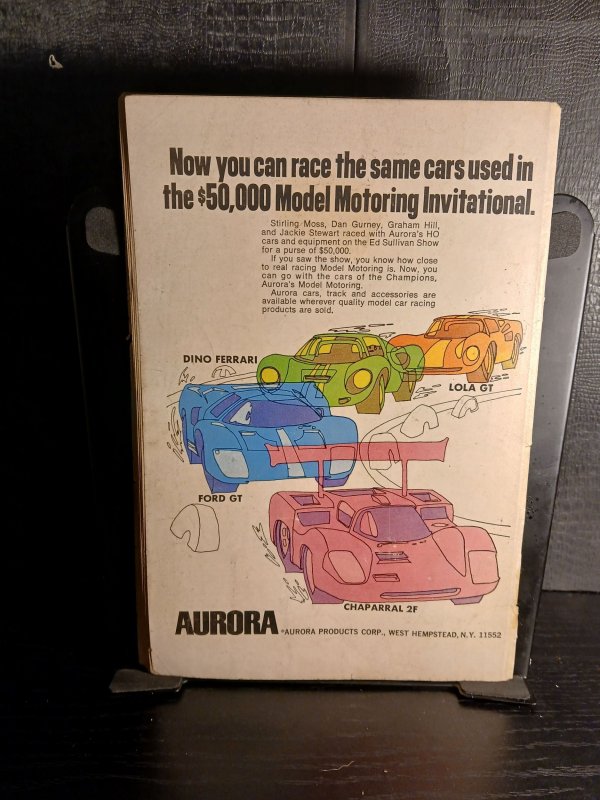 Now you can race the same cars used in
the $50,000 Model Motoring Invitational.
Stirling Moss, Dan Gurney, Graham Hill,
and Jackie Stewart raced with Aurora's HO
cars and equipment on the Ed Sullivan Show
for a purse of $50,000.
If you saw the show, you know how close
to real racing Model Motoring is. Now, you
can go with the cars of the Champions,
Aurora's Model Motoring.
Aurora cars, track and accessories are
available wherever quality model car racing
products are sold.
DINO FERRARI
LOLA GT
FORD GT
CHAPARRAL 2F
AURORA
®AURORA PRODUCTS CORP., WEST HEMPSTEAD, N.Y. 11552